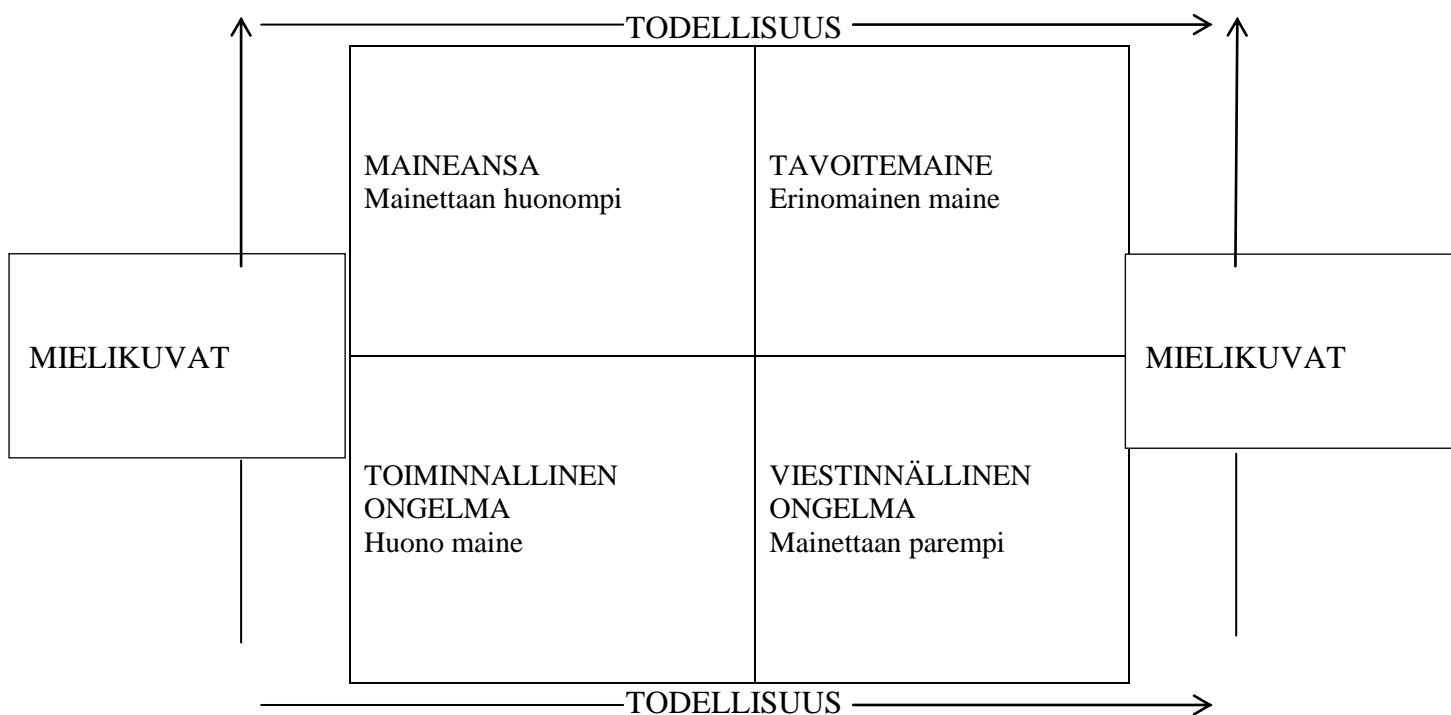 TODELLISUUS
MAINEANSA
Mainettaan huonompi
TAVOITEMAINE
Erinomainen maine
MIELIKUVAT
MIELIKUVAT
TOIMINNALLINEN
ONGELMA
Huono maine
VIESTINNÄLLINEN
ONGELMA
Mainettaan parempi
TODELLISUUS